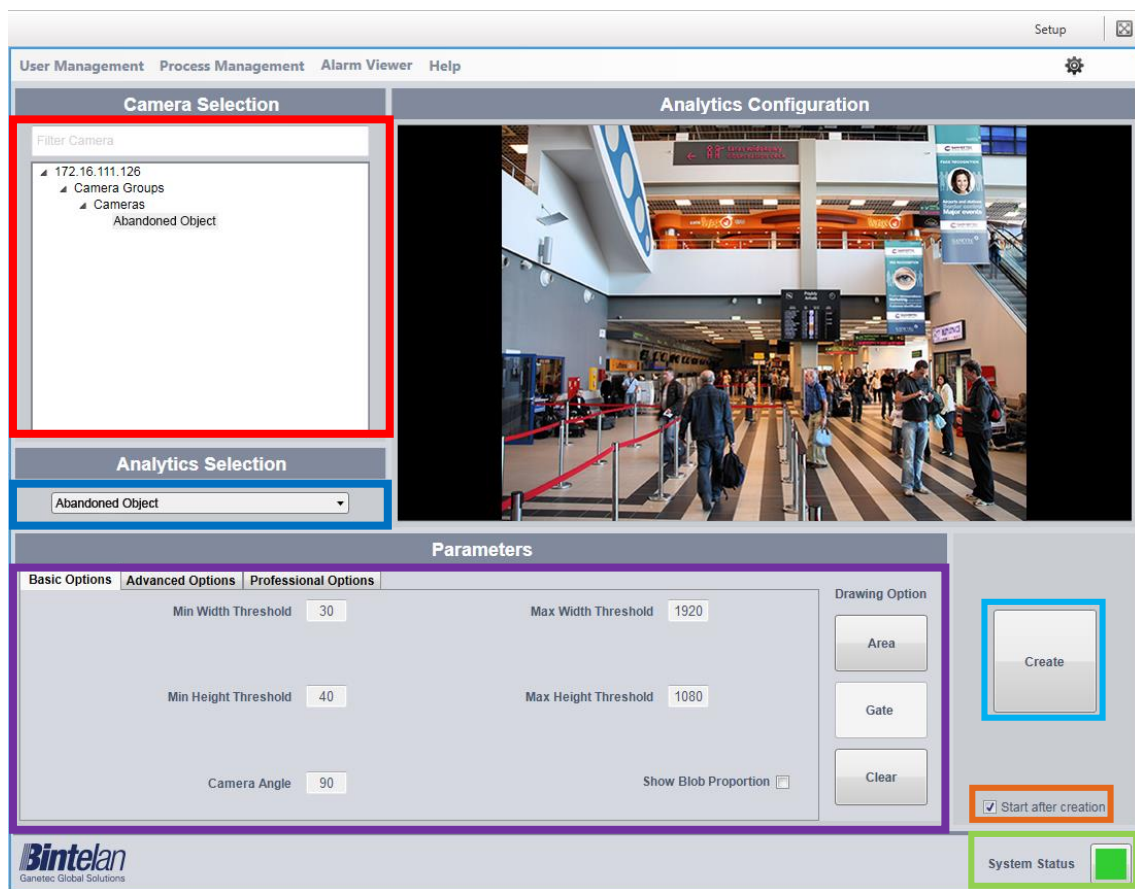 Setup
User Management Process Management Alarm Viewer Help
Camera Selection
Analytics Configuration
Filter Camera
172.16.111.126
Camera Groups
Cameras
Abandoned Object
Major events
Analytics Selection
Abandoned Object
Parameters
Basic Options Advanced Options Professional Options
Drawing Option
Min Width Threshold 30 Max Width Threshold 1920
Area
Create
Min Height Threshold 40 Max Height Threshold 1080
Gate
Camera Angle 90 Show Blob Proportion
Clear
Start after creation
Bintelan
Ganetec Global Solutions
System Status